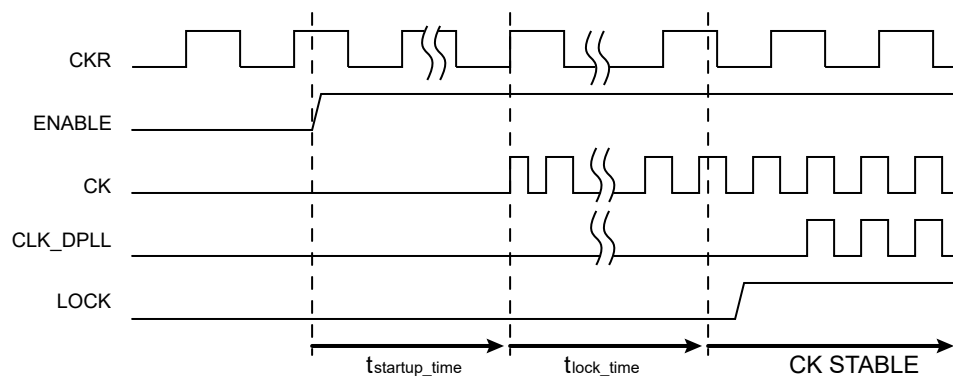 CKR
ENABLE
CK
CLK_DPLL
LOCK
tstartup_time tlock_time CK STABLE